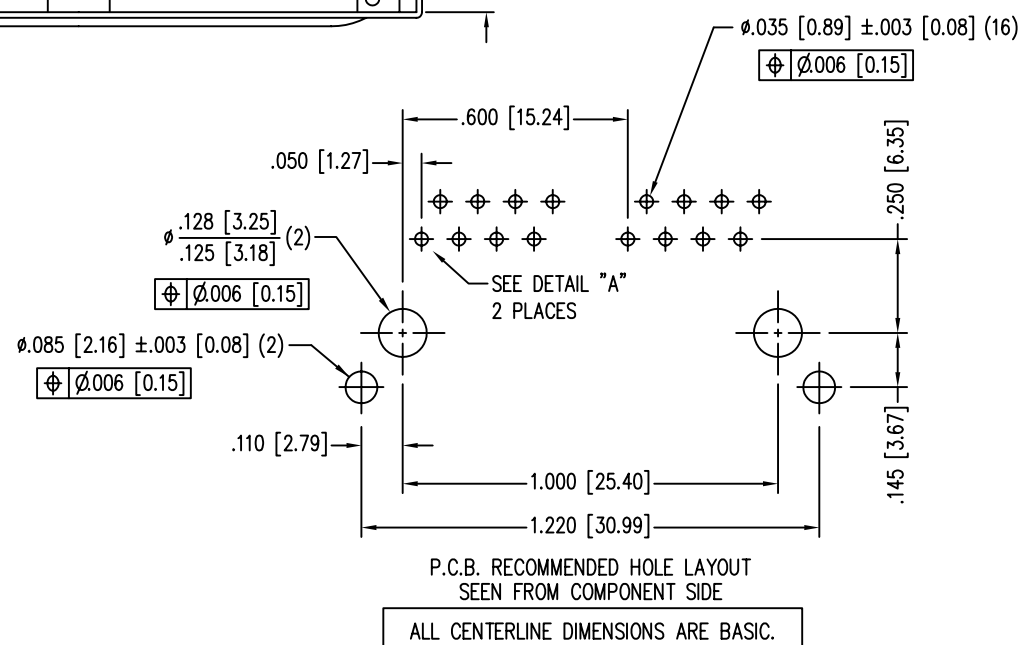 ø.035 [0.89] ±.003 [0.08] (16)
⌖ Ø.006 [0.15]
.600 [15.24]
.050 [1.27]
.250 [6.35]
ø .128 [3.25] (2)
.125 [3.18]
⌖ Ø.006 [0.15]
SEE DETAIL "A"
2 PLACES
ø.085 [2.16] ±.003 [0.08] (2)
⌖ Ø.006 [0.15]
.110 [2.79]
.145 [3.67]
1.000 [25.40]
1.220 [30.99]
P.C.B. RECOMMENDED HOLE LAYOUT
SEEN FROM COMPONENT SIDE
ALL CENTERLINE DIMENSIONS ARE BASIC.